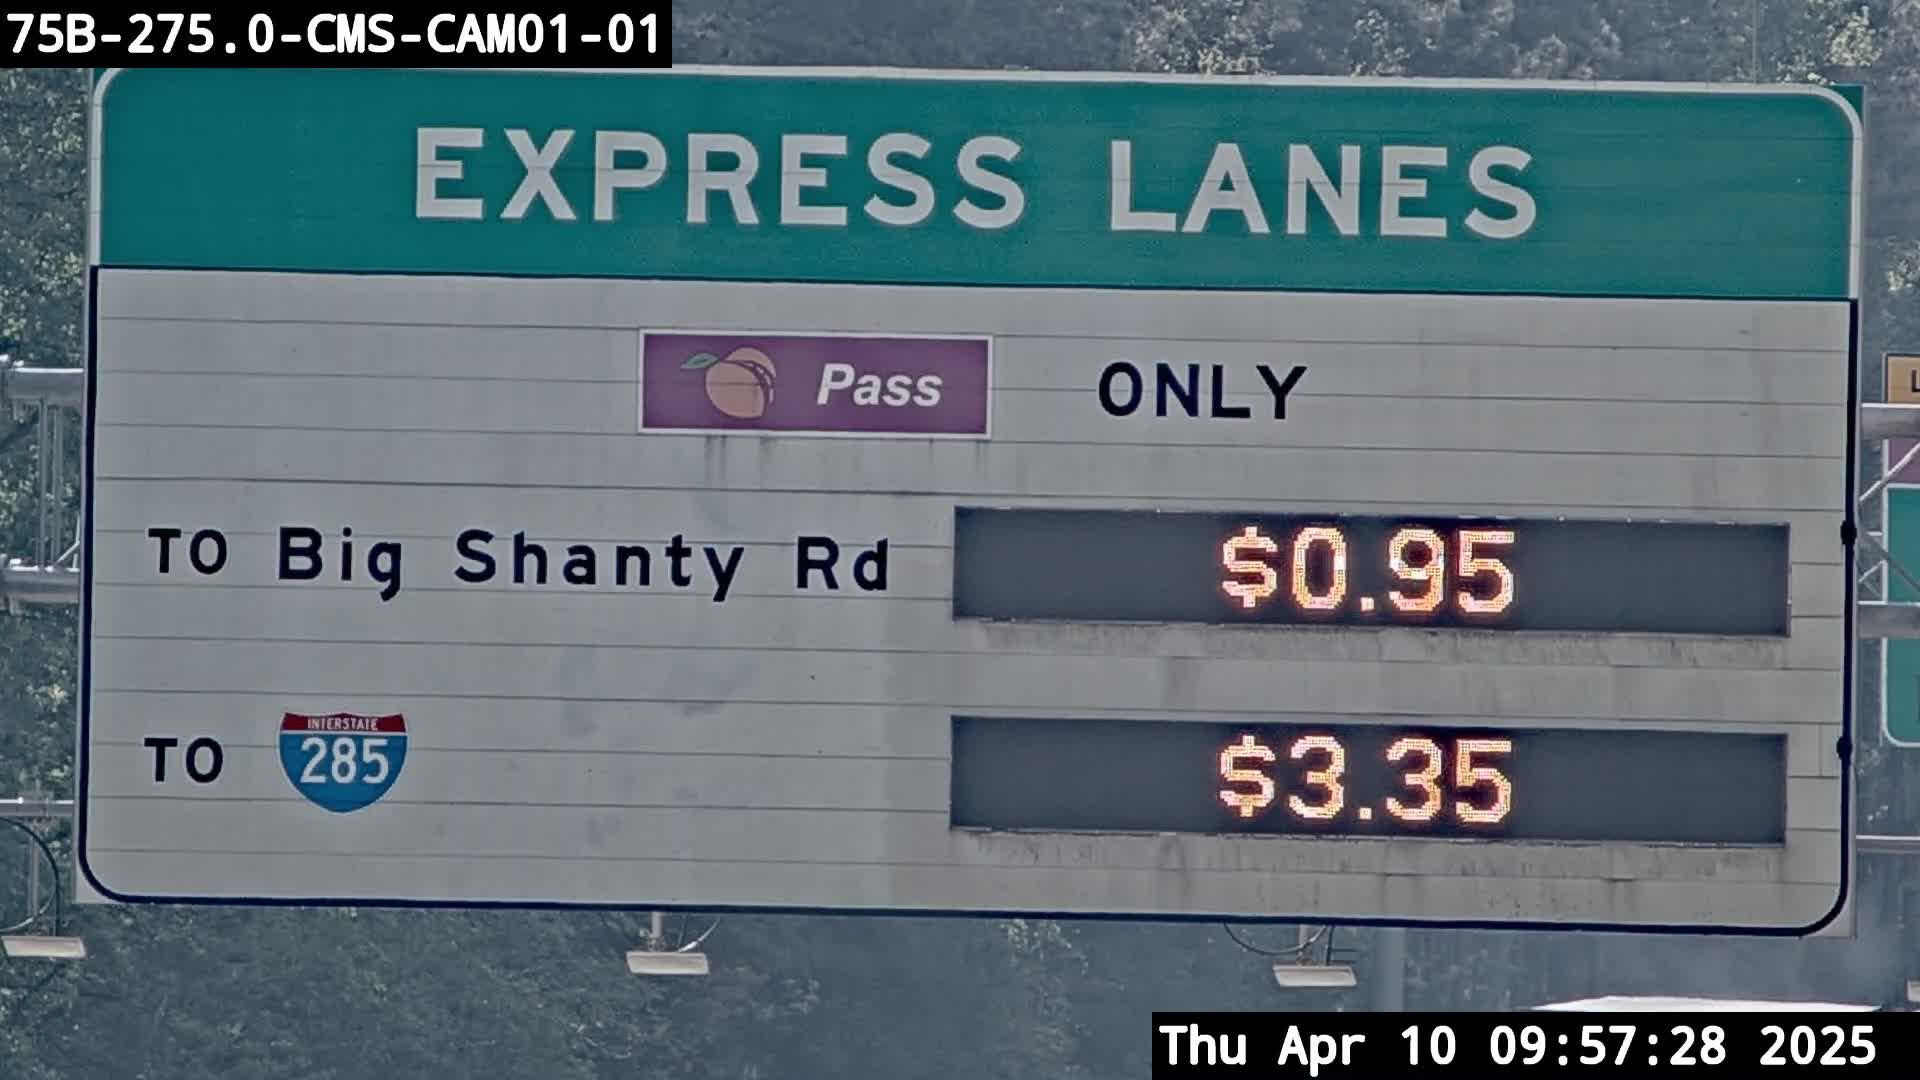 75B-275.0-CMS-CAM01-01
EXPRESS LANES
Pass ONLY
TO Big Shanty Rd $0.95
TO INTERSTATE 285 $3.35
Thu Apr 10 09:57:28 2025